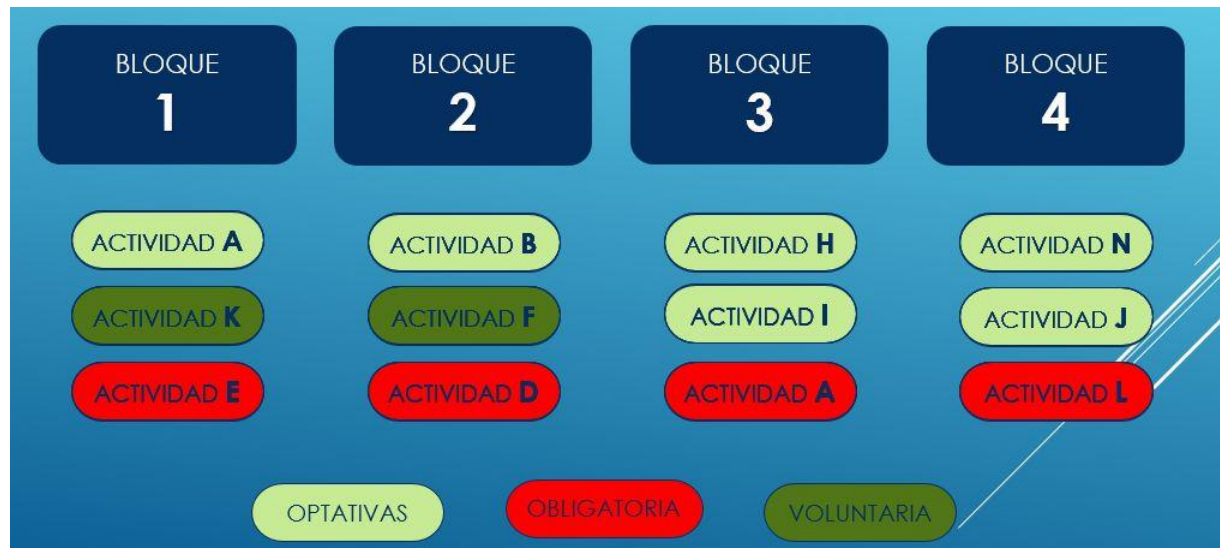 BLOQUE
1
BLOQUE
2
BLOQUE
3
BLOQUE
4
ACTIVIDAD A
ACTIVIDAD B
ACTIVIDAD H
ACTIVIDAD N
ACTIVIDAD K
ACTIVIDAD F
ACTIVIDAD I
ACTIVIDAD J
ACTIVIDAD E
ACTIVIDAD D
ACTIVIDAD A
ACTIVIDAD L
OPTATIVAS
OBLIGATORIA
VOLUNTARIA